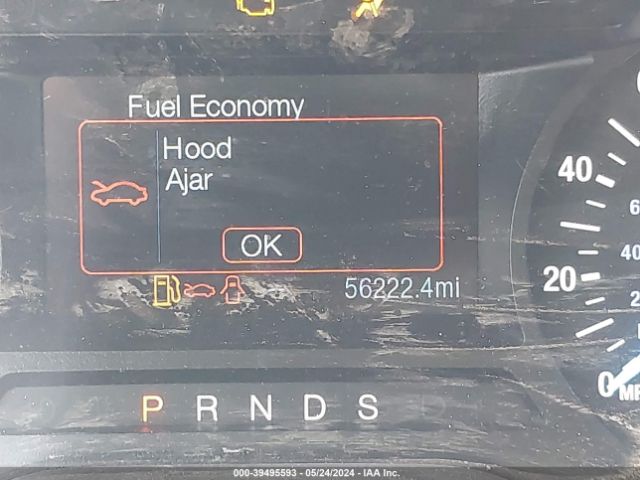 Fuel Economy
Hood
Ajar
OK
56222.4mi
40
20
0
P R N D S
000-39495593 - 05/24/2024 - IAA Inc.